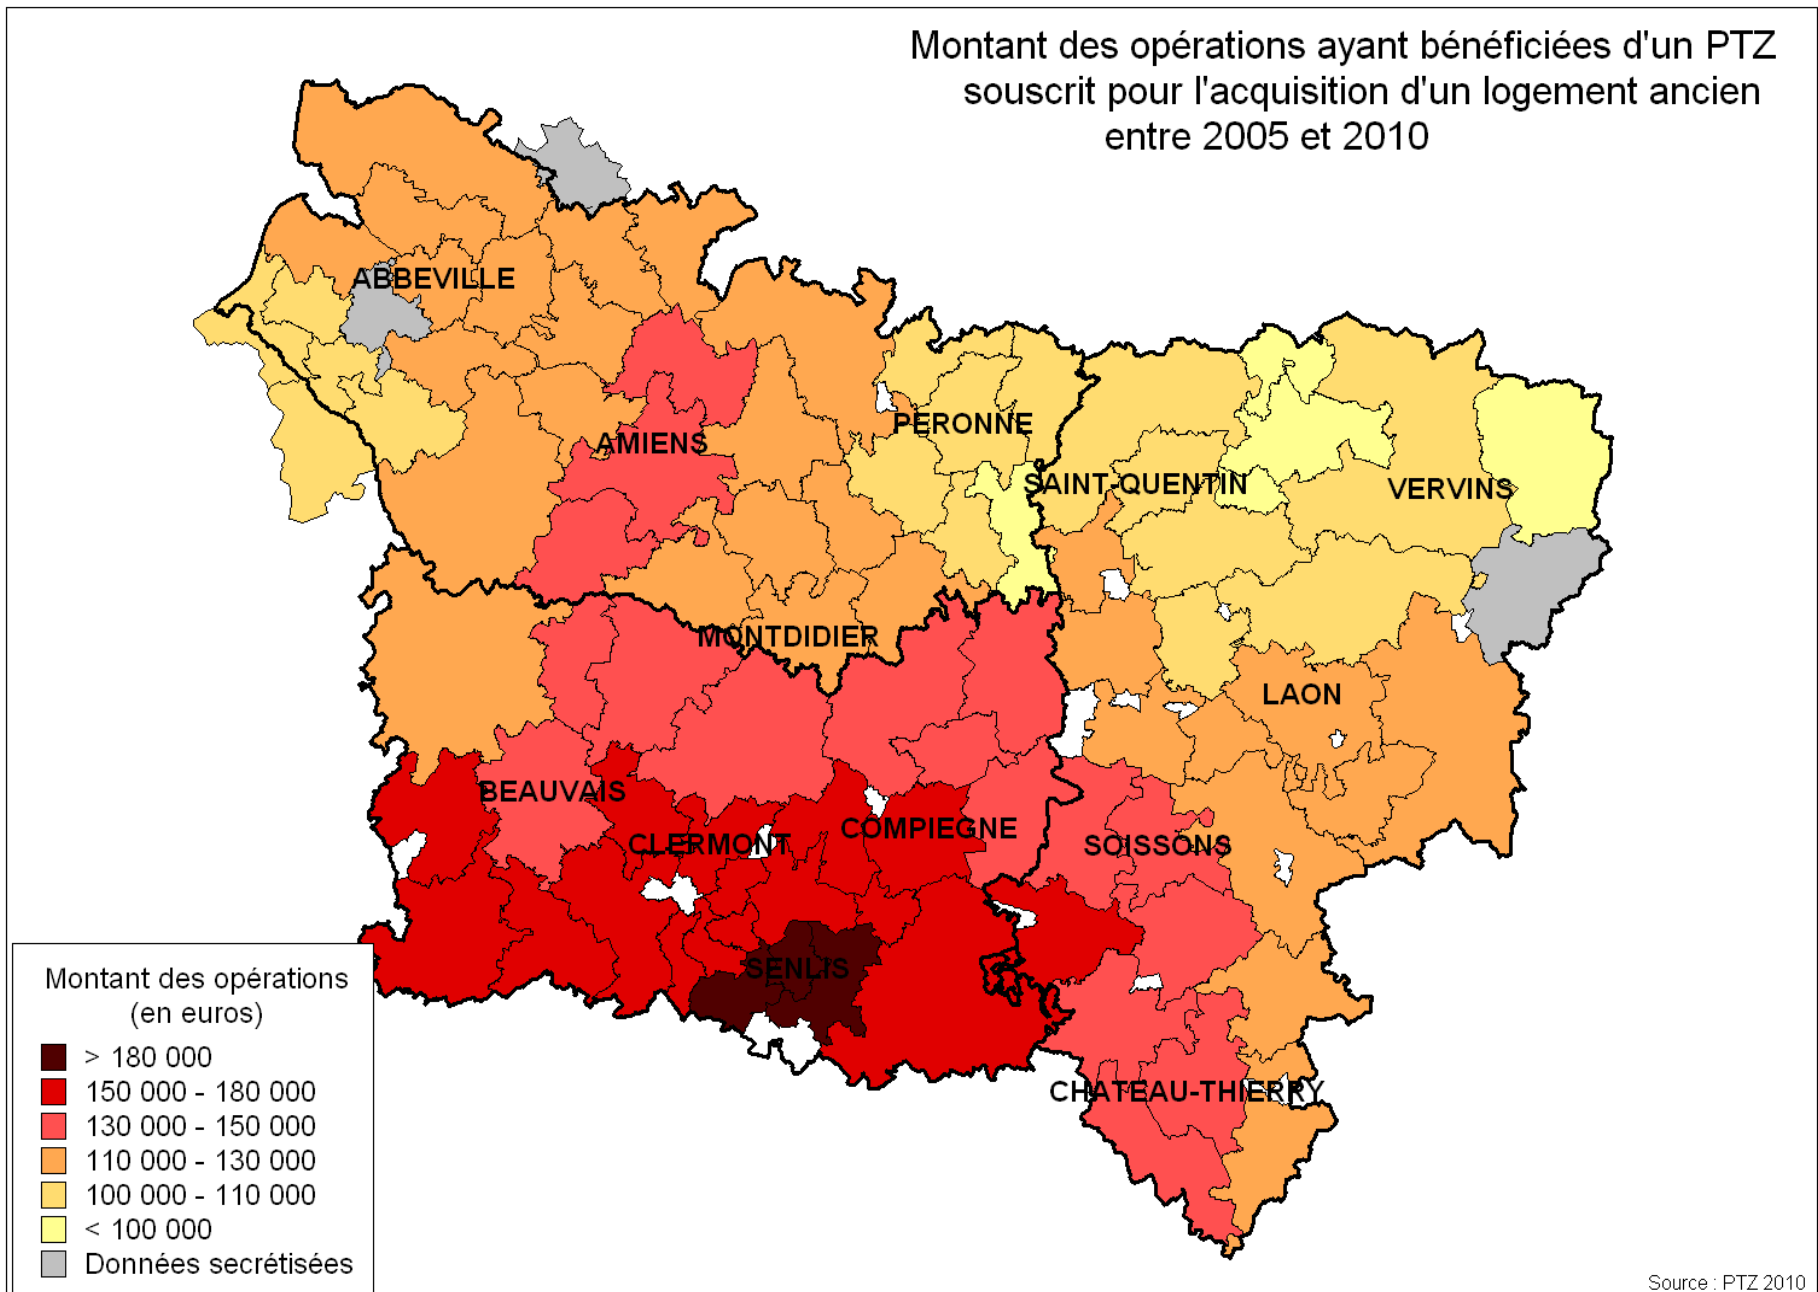 Montant des opérations ayant bénéficiées d'un PTZ
souscrit pour l'acquisition d'un logement ancien
entre 2005 et 2010
ABBEVILLE
AMIENS
PERONNE
SAINT-QUENTIN
VERVINS
MONTDIDIER
LAON
BEAUVAIS
CLERMONT
COMPIEGNE
SOISSONS
SENLIS
CHATEAU-THIERRY
Montant des opérations
(en euros)
> 180 000
150 000 - 180 000
130 000 - 150 000
110 000 - 130 000
100 000 - 110 000
< 100 000
Données secrétisées
Source : PTZ 2010